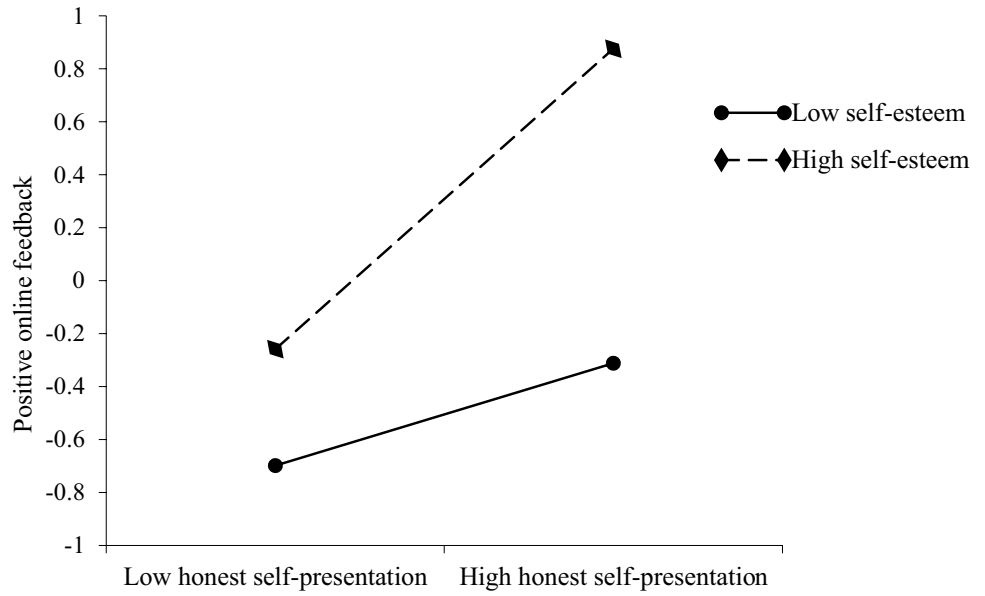 1
0.8
0.6
0.4
0.2
0
-0.2
-0.4
-0.6
-0.8
-1
Positive online feedback
Low honest self-presentation
High honest self-presentation
Low self-esteem
High self-esteem